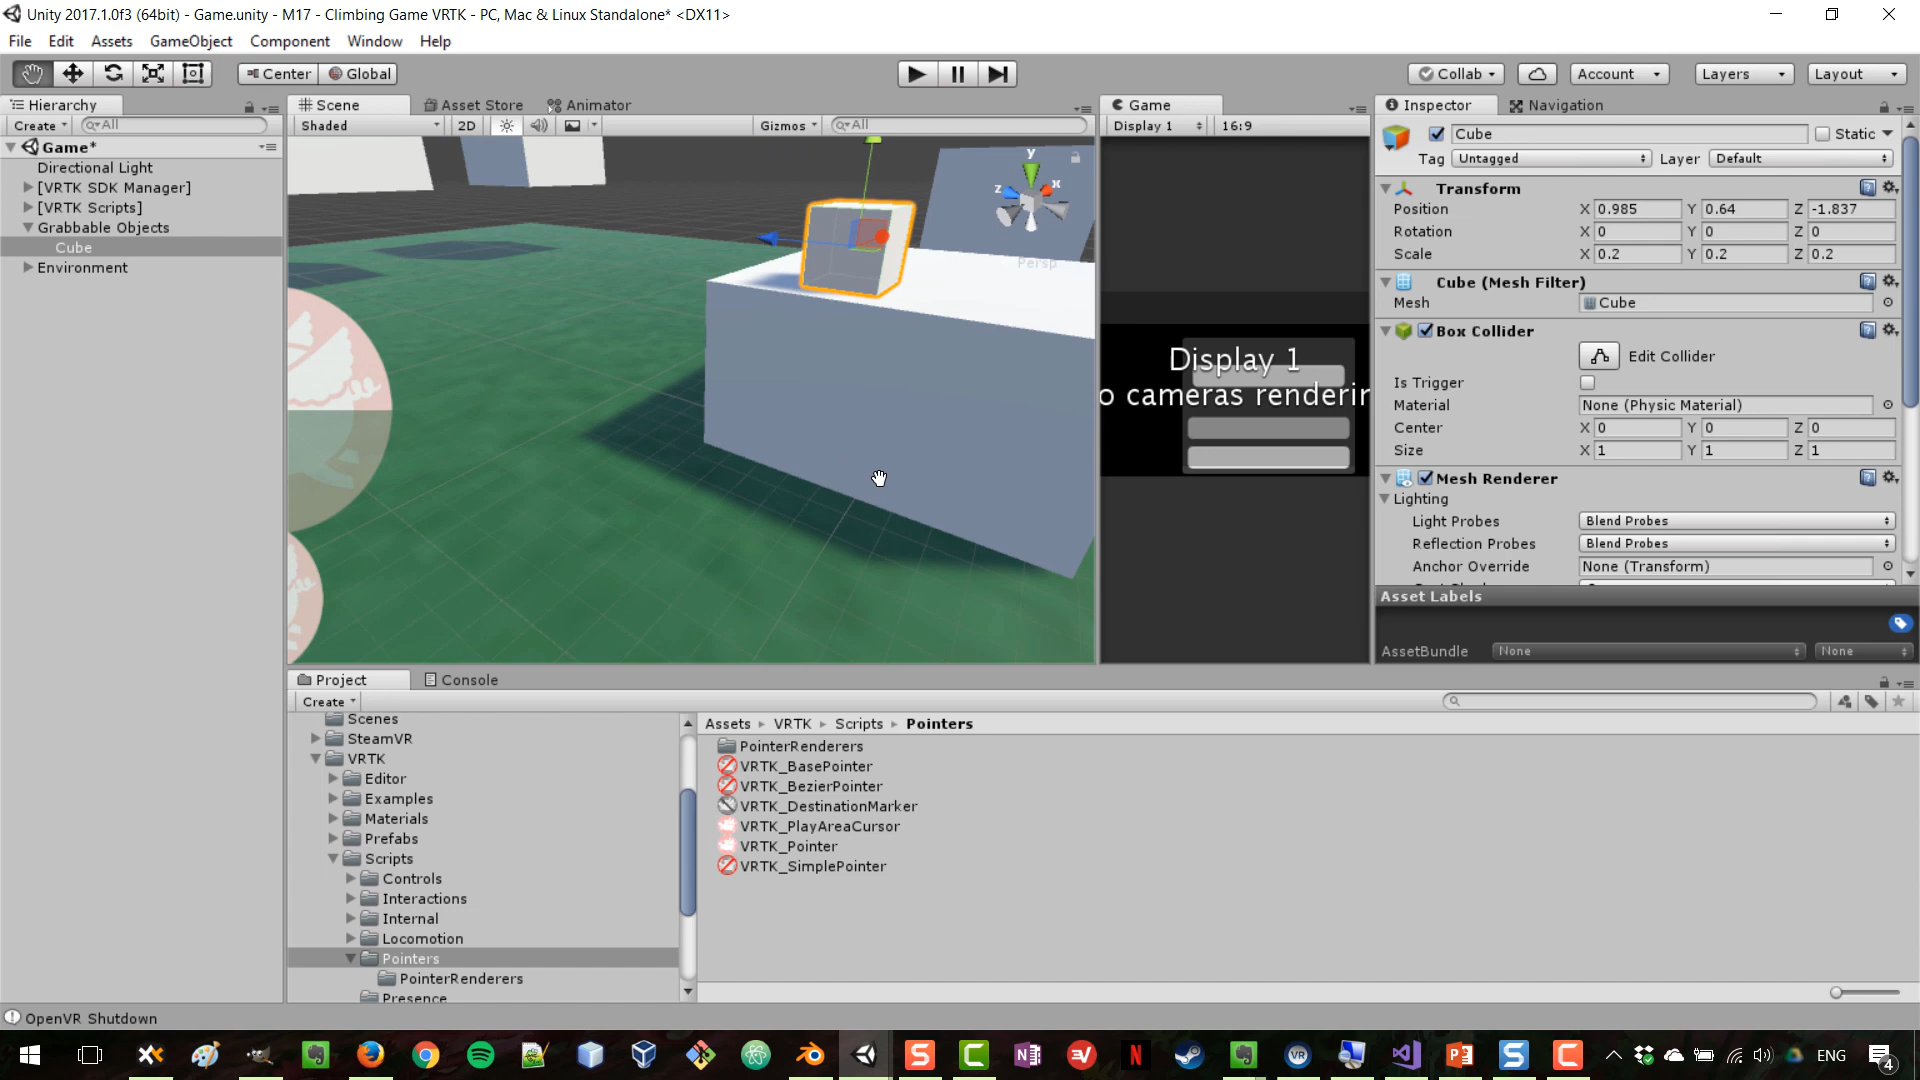 Unity 2017.1.0f3 (64bit) - Game.unity - M17 - Climbing Game VRTK - PC, Mac & Linux Standalone* <DX11>
File Edit Assets GameObject Component Window Help
Center Global Collab Account Layers Layout
Hierarchy
Create All
Game*
Directional Light
[VRTK SDK Manager]
[VRTK Scripts]
Grabbable Objects
Cube
Environment
Scene Asset Store Animator
Shaded 2D Gizmos All
y
z
x
Persp
Game
Display 1 16:9
Display 1
o cameras renderin
Inspector Navigation
Cube Static
Tag Untagged Layer Default
Transform
Position X 0.985 Y 0.64 Z -1.837
Rotation X 0 Y 0 Z 0
Scale X 0.2 Y 0.2 Z 0.2
Cube (Mesh Filter)
Mesh Cube
Box Collider
Edit Collider
Is Trigger
Material None (Physic Material)
Center X 0 Y 0 Z 0
Size X 1 Y 1 Z 1
Mesh Renderer
Lighting
Light Probes Blend Probes
Reflection Probes Blend Probes
Anchor Override None (Transform)
Asset Labels
AssetBundle None None
Project Console
Create
Scenes
SteamVR
VRTK
Editor
Examples
Materials
Prefabs
Scripts
Controls
Interactions
Internal
Locomotion
Pointers
PointerRenderers
Presence
Assets VRTK Scripts Pointers
PointerRenderers
VRTK_BasePointer
VRTK_BezierPointer
VRTK_DestinationMarker
VRTK_PlayAreaCursor
VRTK_Pointer
VRTK_SimplePointer
OpenVR Shutdown
ENG
4